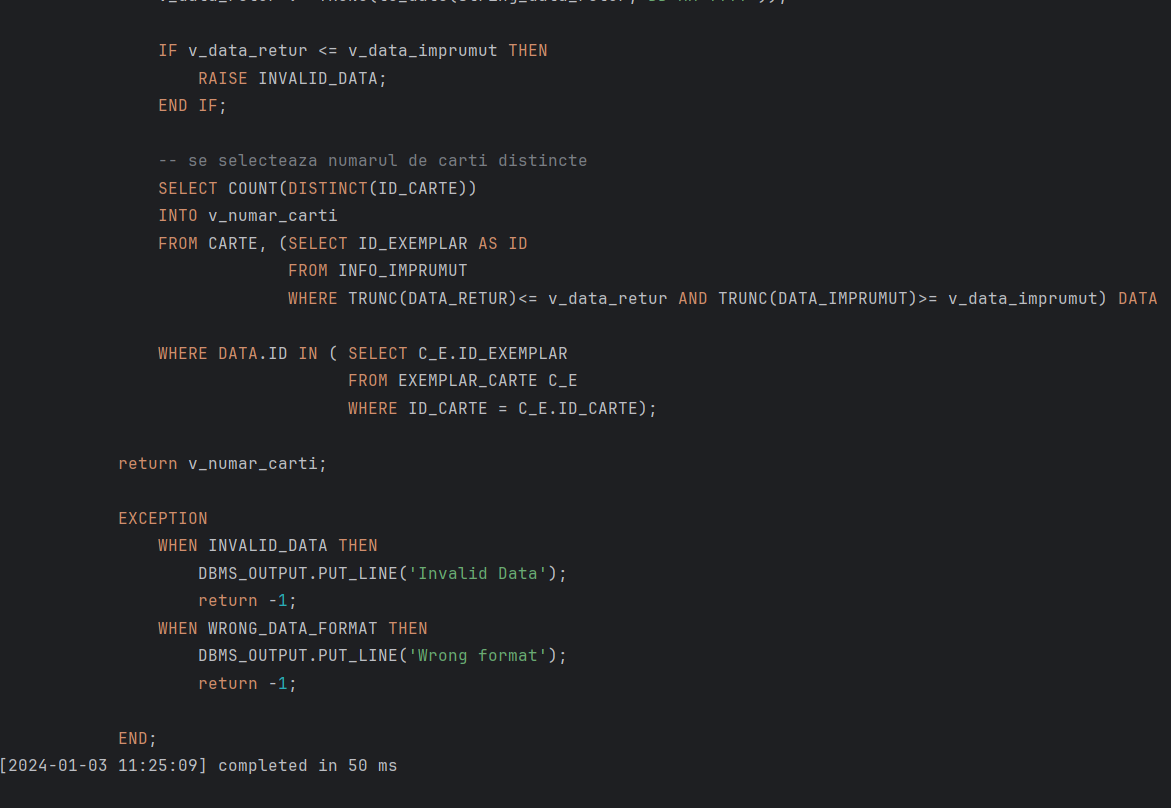 IF v_data_retur <= v_data_imprumut THEN
RAISE INVALID_DATA;
END IF;
-- se selecteaza numarul de carti distincte
SELECT COUNT(DISTINCT(ID_CARTE))
INTO v_numar_carti
FROM CARTE, (SELECT ID_EXEMPLAR AS ID
FROM INFO_IMPRUMUT
WHERE TRUNC(DATA_RETUR)<= v_data_retur AND TRUNC(DATA_IMPRUMUT)>= v_data_imprumut) DATA
WHERE DATA.ID IN ( SELECT C_E.ID_EXEMPLAR
FROM EXEMPLAR_CARTE C_E
WHERE ID_CARTE = C_E.ID_CARTE);
return v_numar_carti;
EXCEPTION
WHEN INVALID_DATA THEN
DBMS_OUTPUT.PUT_LINE('Invalid Data');
return -1;
WHEN WRONG_DATA_FORMAT THEN
DBMS_OUTPUT.PUT_LINE('Wrong format');
return -1;
END;
[2024-01-03 11:25:09] completed in 50 ms